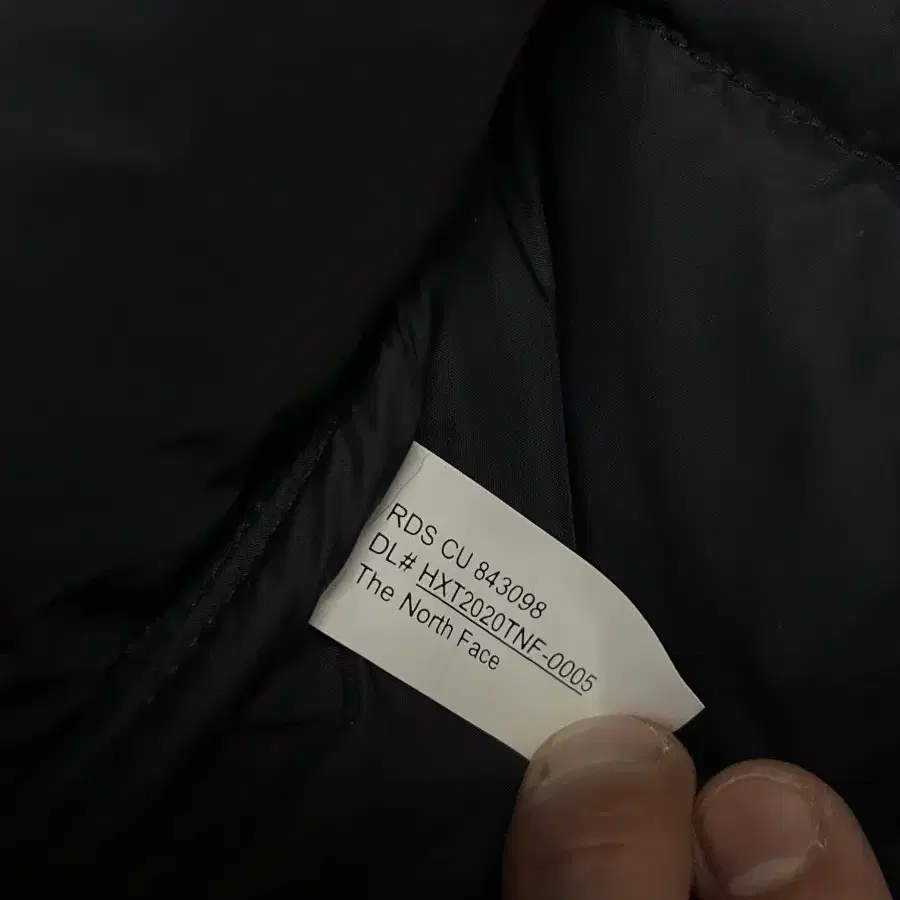 RDS CU 843098
DL# HXT2020TNF-0005
The North Face